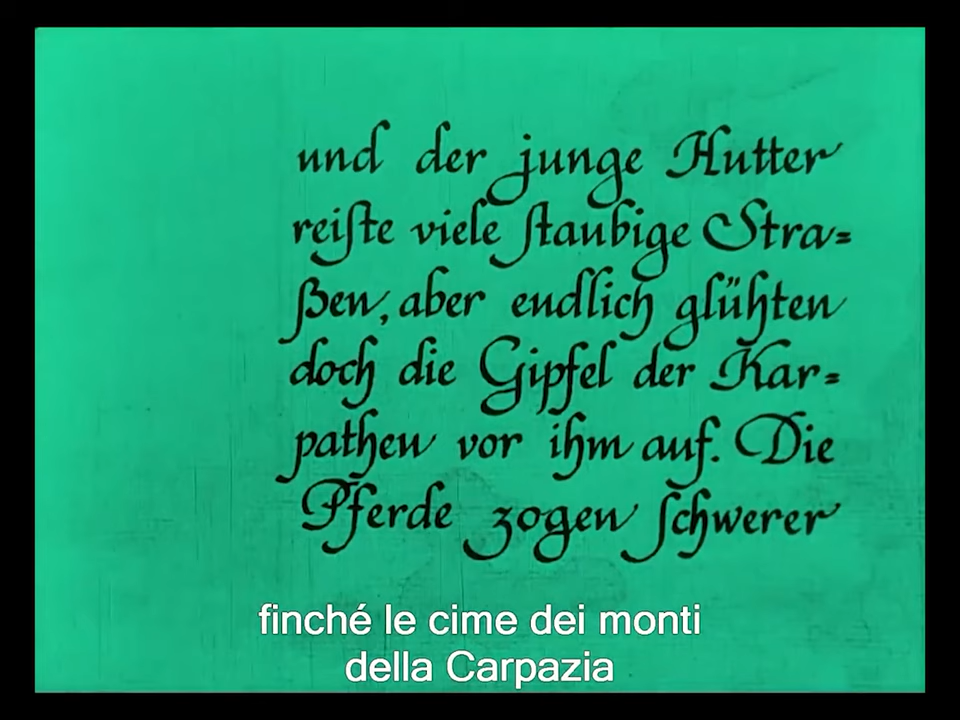 und der junge Hutter
reiſte viele ſtaubige Stra=
ßen, aber endlich glühten
doch die Gipfel der Kar=
pathen vor ihm auf. Die
Pferde zogen ſchwerer
finché le cime dei monti
della Carpazia